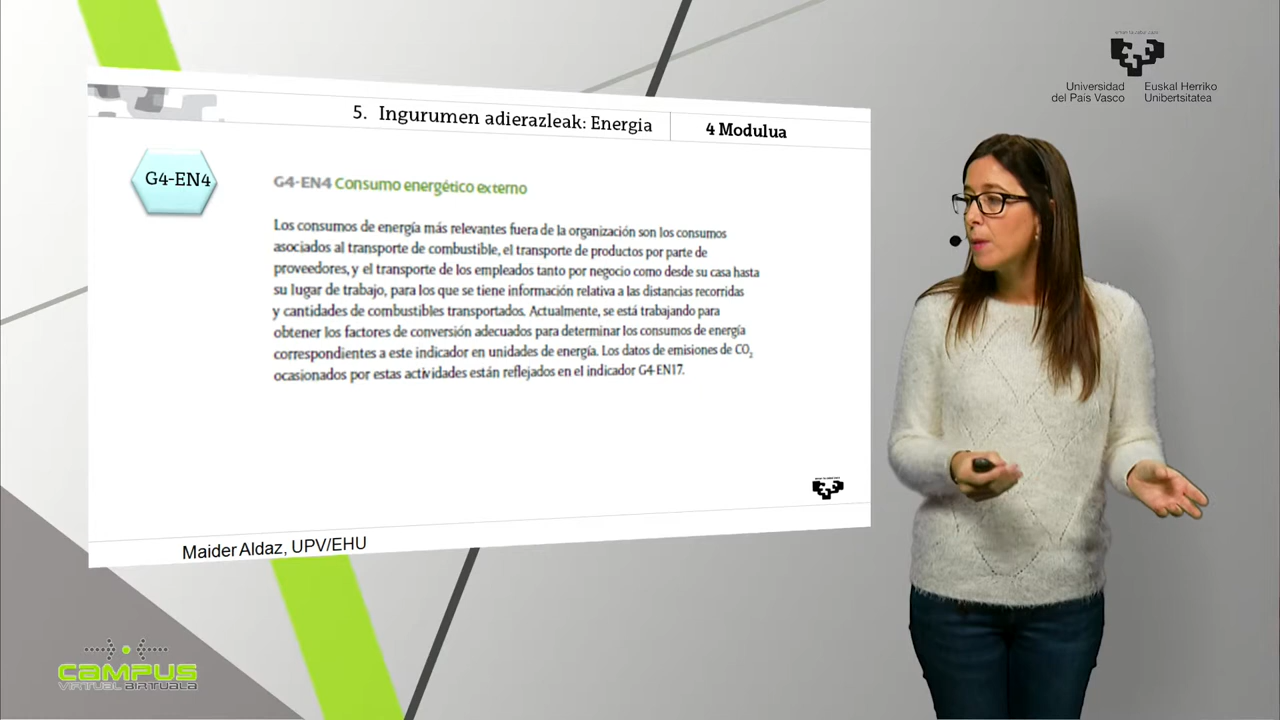 Universidad
del País Vasco
Euskal Herriko
Unibertsitatea
5. Ingurumen adierazleak: Energia
4 Modulua
G4-EN4
G4-EN4 Consumo energético externo
Los consumos de energía más relevantes fuera de la organización son los consumos
asociados al transporte de combustible, el transporte de productos por parte de
proveedores, y el transporte de los empleados tanto por negocio como desde su casa hasta
su lugar de trabajo, para los que se tiene información relativa a las distancias recorridas
y cantidades de combustibles transportados. Actualmente, se está trabajando para
obtener los factores de conversión adecuados para determinar los consumos de energía
correspondientes a este indicador en unidades de energía. Los datos de emisiones de CO₂
ocasionados por estas actividades están reflejados en el indicador G4-EN17.
Maider Aldaz, UPV/EHU
CAMPUS
VIRTUAL BIRTUALA